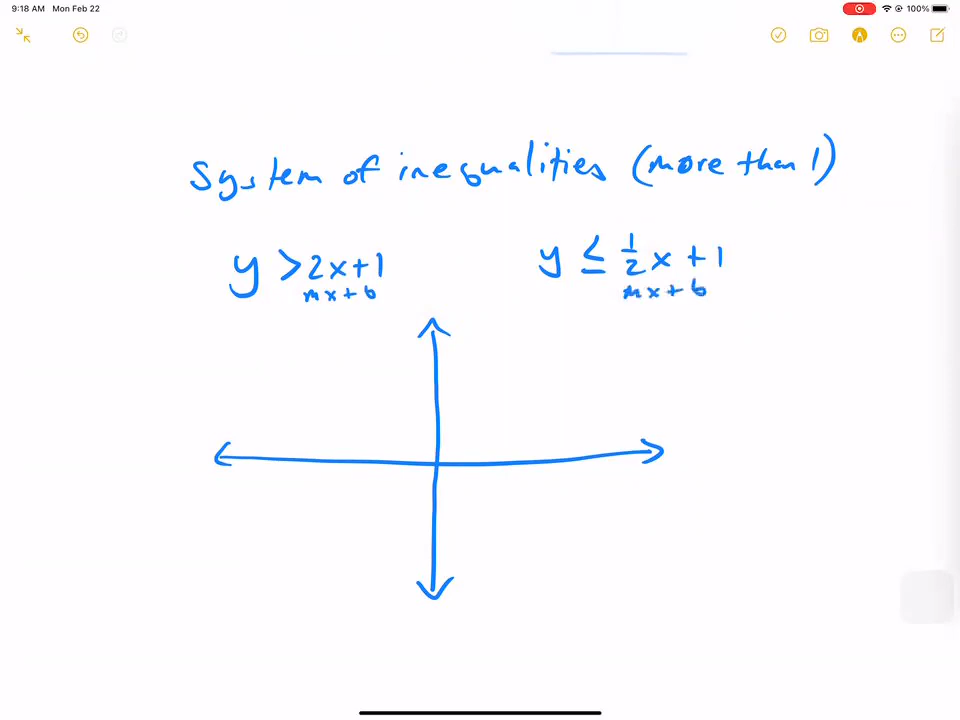 9:18 AM Mon Feb 22
100%
System of inequalities (more than 1)
y > 2x+1
y ≤ 1/2 x + 1
mx+b
mx+b